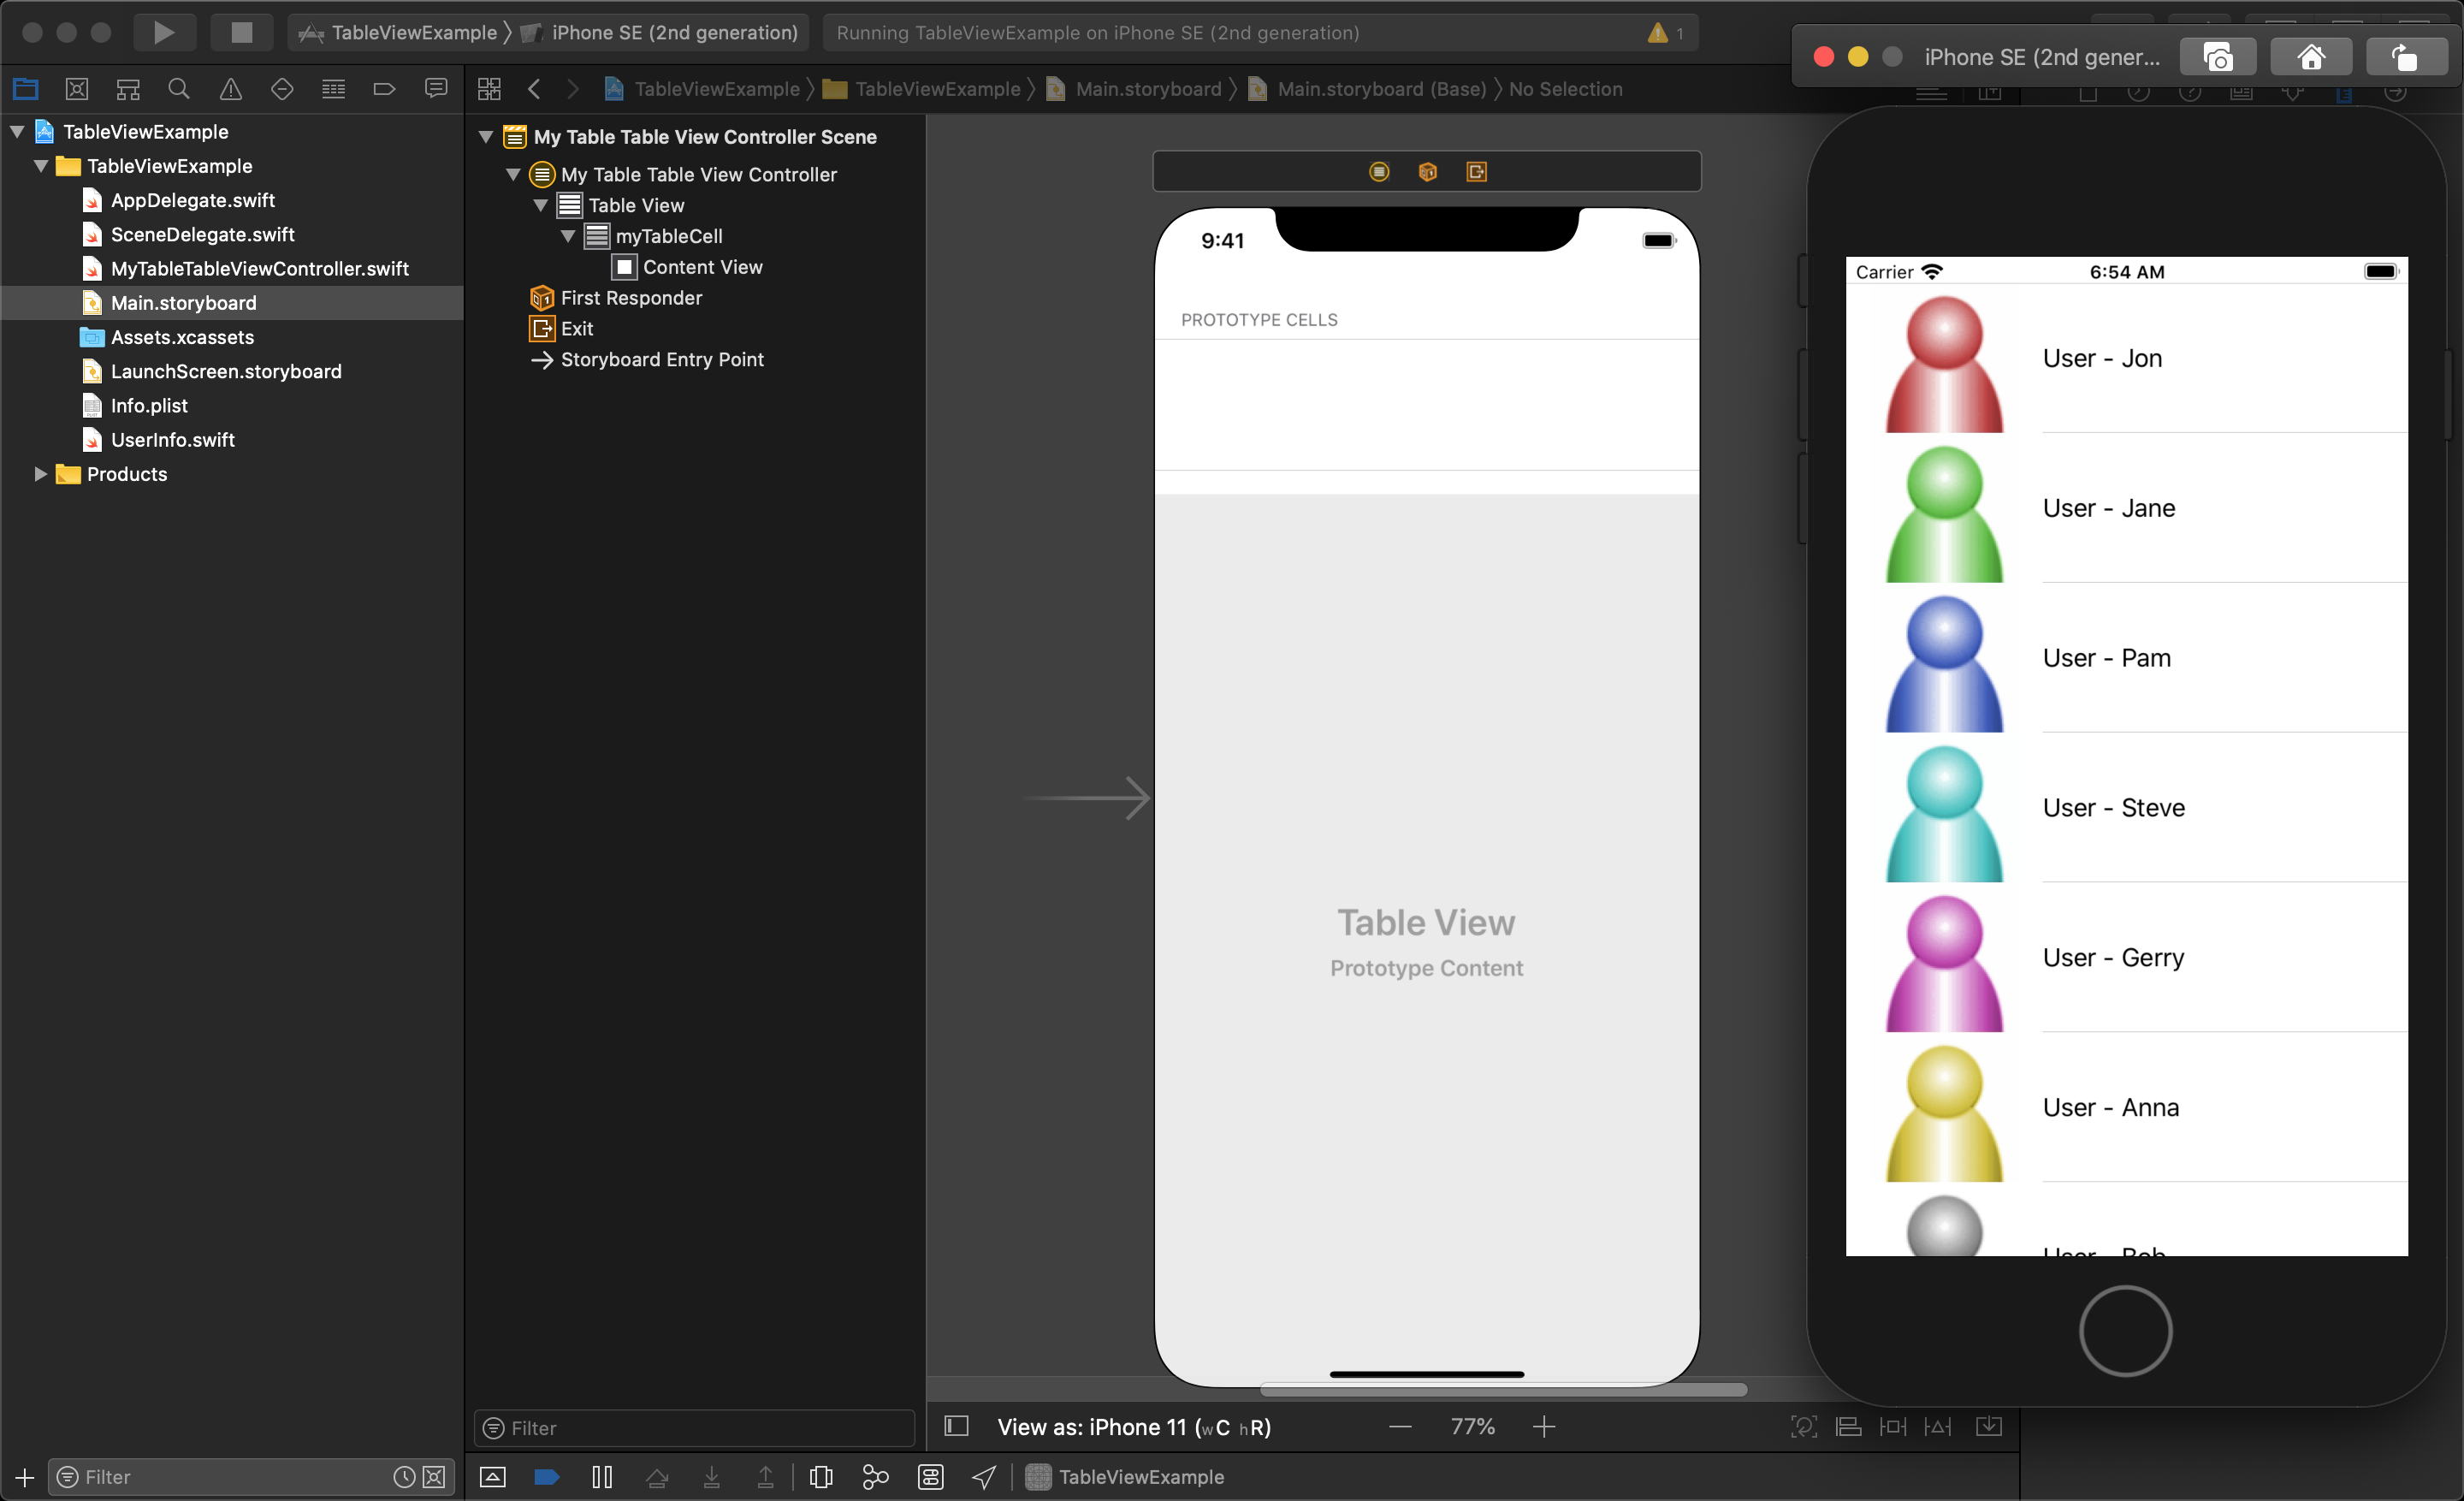 TableViewExample 〉 iPhone SE (2nd generation)
Running TableViewExample on iPhone SE (2nd generation)
1
iPhone SE (2nd gener...
TableViewExample 〉 TableViewExample 〉 Main.storyboard 〉 Main.storyboard (Base) 〉 No Selection
TableViewExample
TableViewExample
AppDelegate.swift
SceneDelegate.swift
MyTableTableViewController.swift
Main.storyboard
Assets.xcassets
LaunchScreen.storyboard
Info.plist
UserInfo.swift
Products
Filter
My Table Table View Controller Scene
My Table Table View Controller
Table View
myTableCell
Content View
First Responder
Exit
Storyboard Entry Point
Filter
9:41
PROTOTYPE CELLS
Table View
Prototype Content
View as: iPhone 11 (wC hR)
77%
TableViewExample
Carrier
6:54 AM
User - Jon
User - Jane
User - Pam
User - Steve
User - Gerry
User - Anna
User - Bob